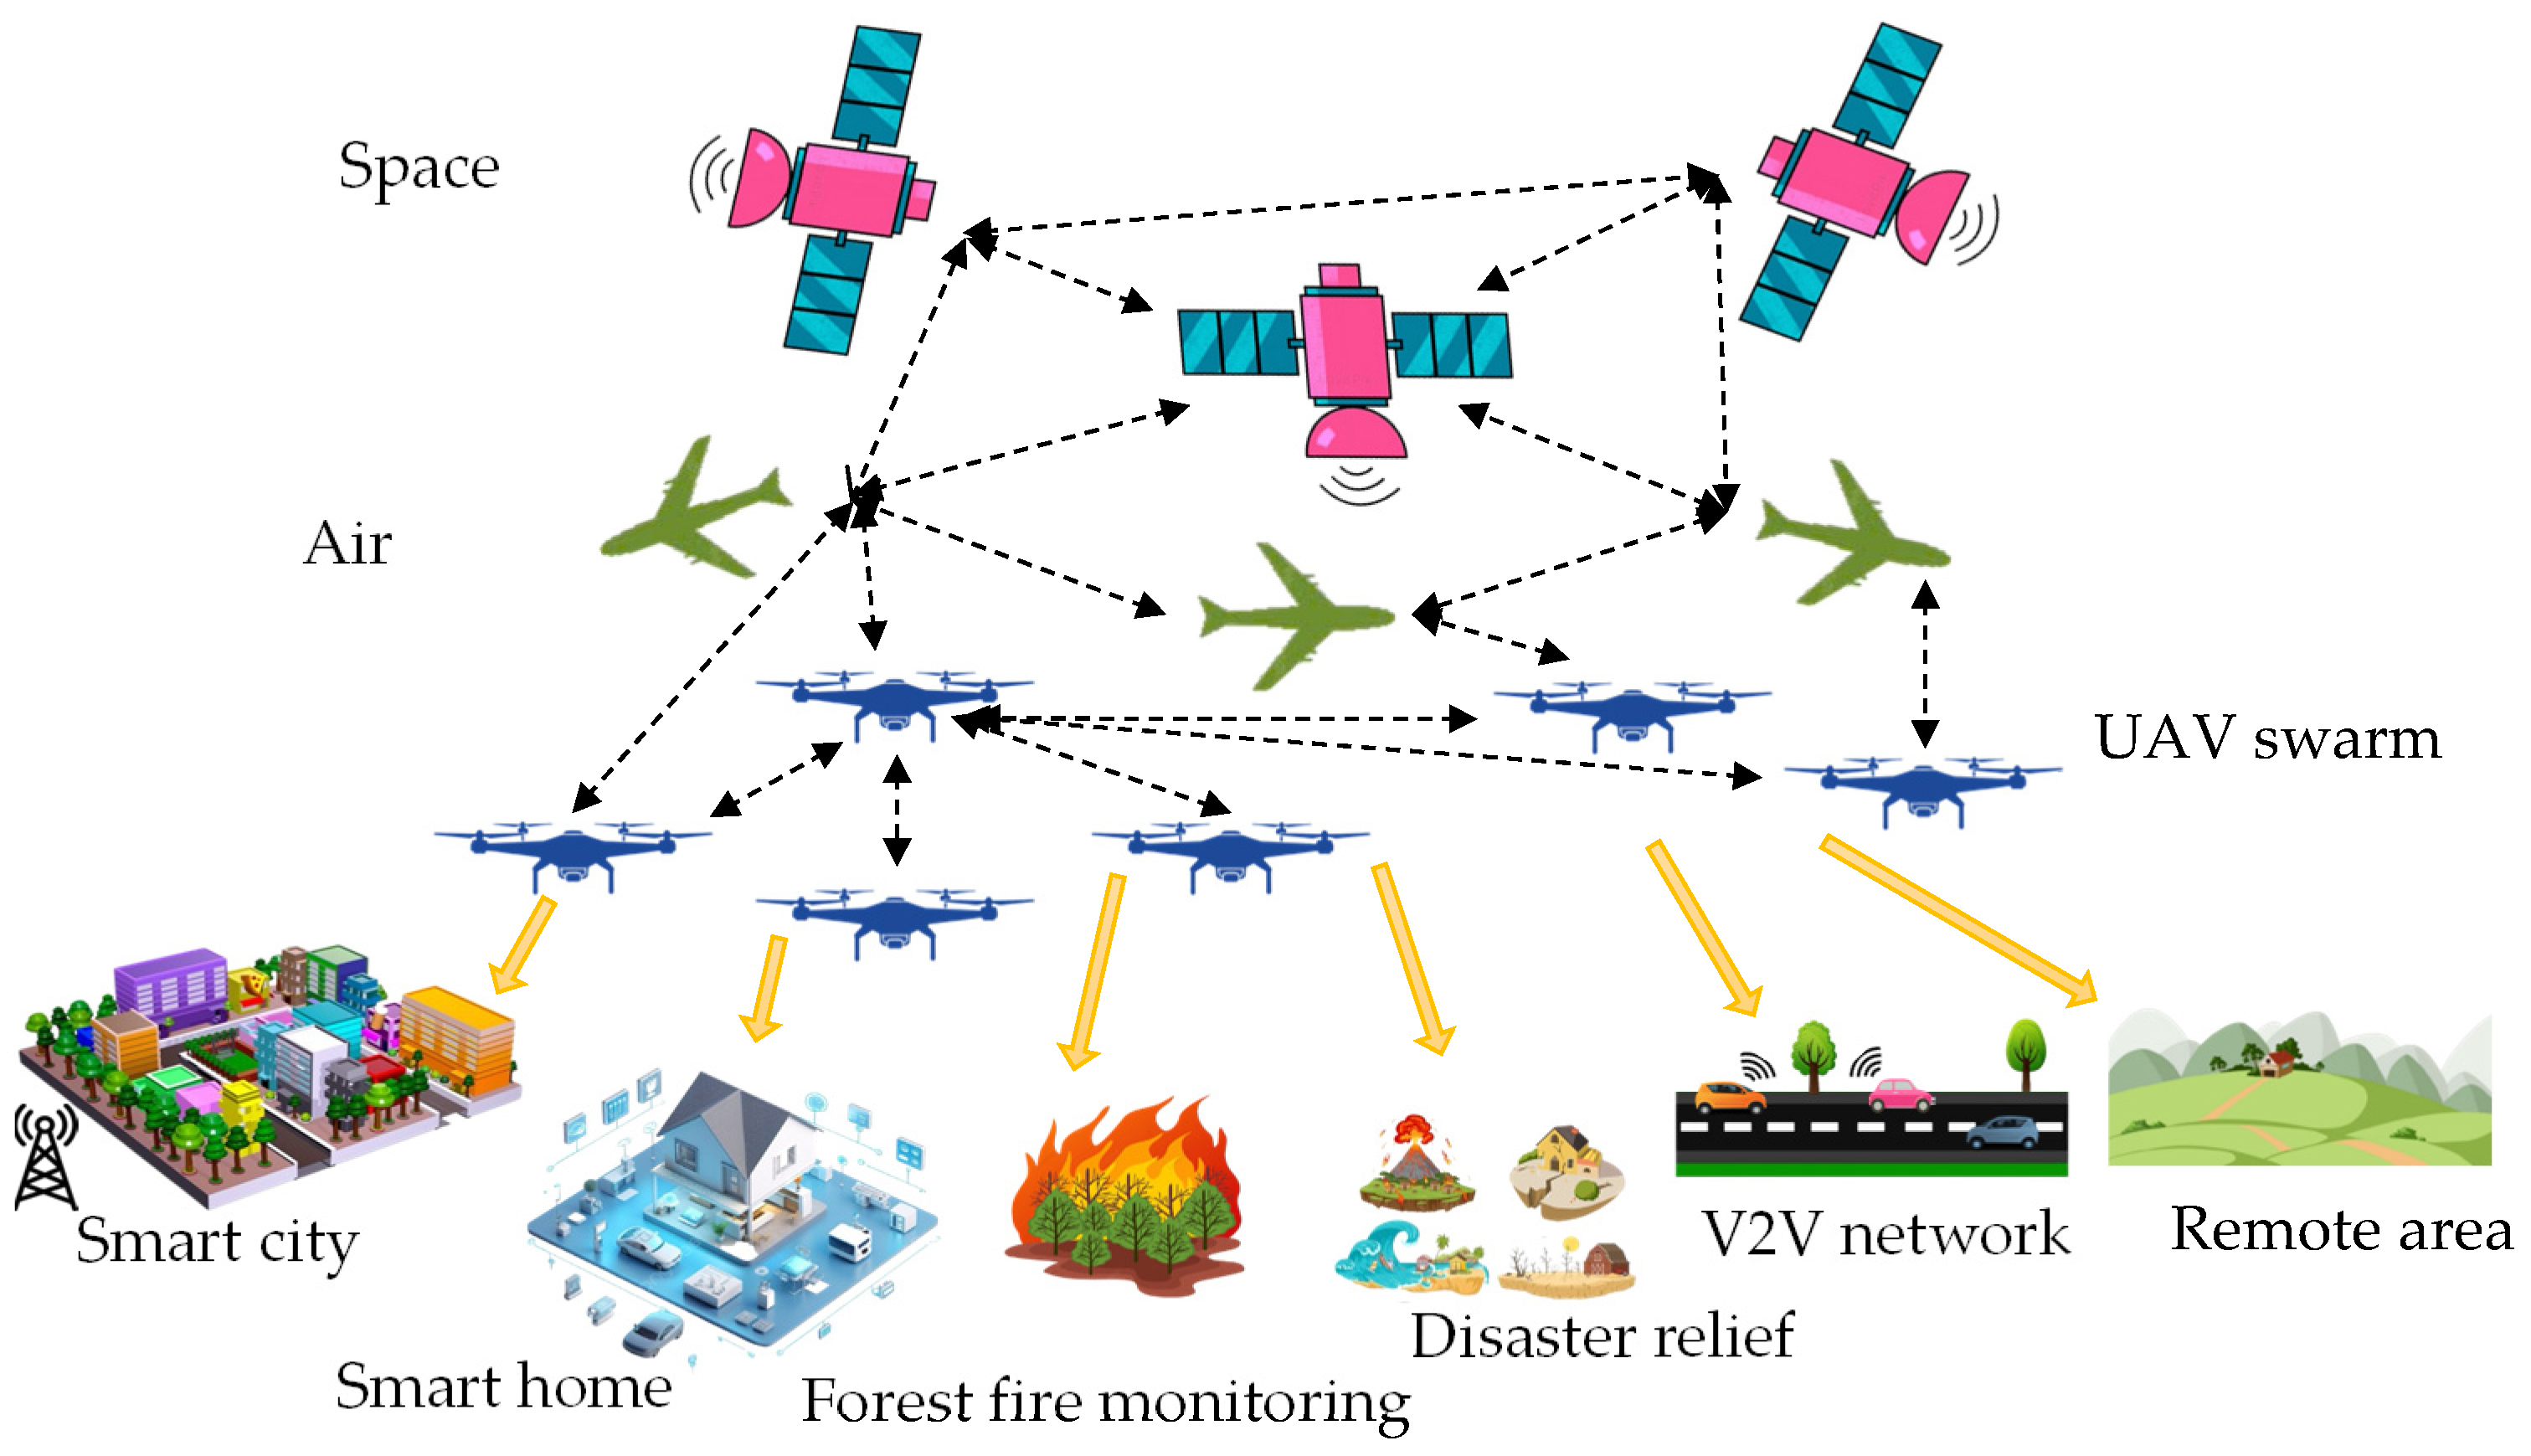 Space
Air
UAV swarm
Smart city
V2V network
Remote area
Disaster relief
Smart home
Forest fire monitoring